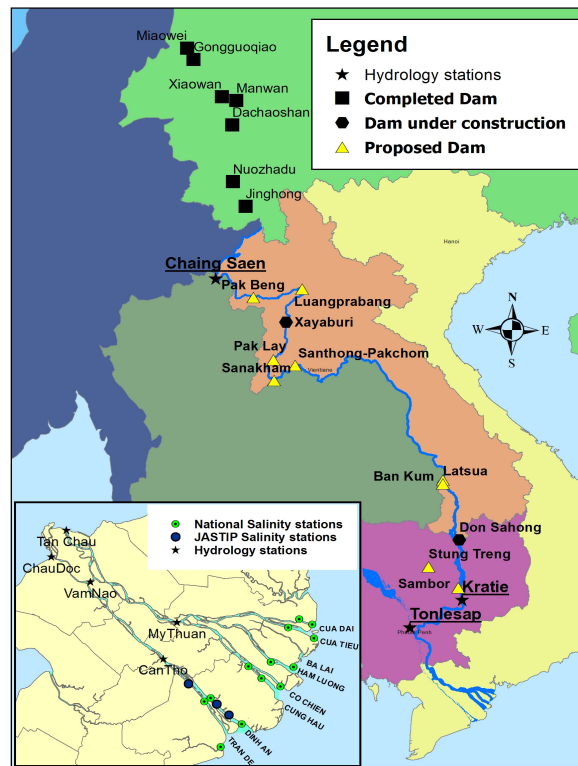 Miaowei
Gongguoqiao
Xiaowan
Manwan
Dachaoshan
Nuozhadu
Jinghong
Legend
Hydrology stations
Completed Dam
Dam under construction
Proposed Dam
Hanoi
Chaing Saen
Pak Beng
Luangprabang
Xayaburi
N
W
E
S
Pak Lay
Santhong-Pakchom
Sanakham
Vientiane
Ban Kum
Latsua
Don Sahong
Stung Treng
Sambor
Kratie
Tonlesap
National Salinity stations
JASTIP Salinity stations
Hydrology stations
Tan Chau
ChauDoc
VamNao
MyThuan
CanTho
CUA DAI
CUA TIEU
BA LAI
HAM LUONG
CO CHIEN
CUNG HAU
DINH AN
TRAN DE